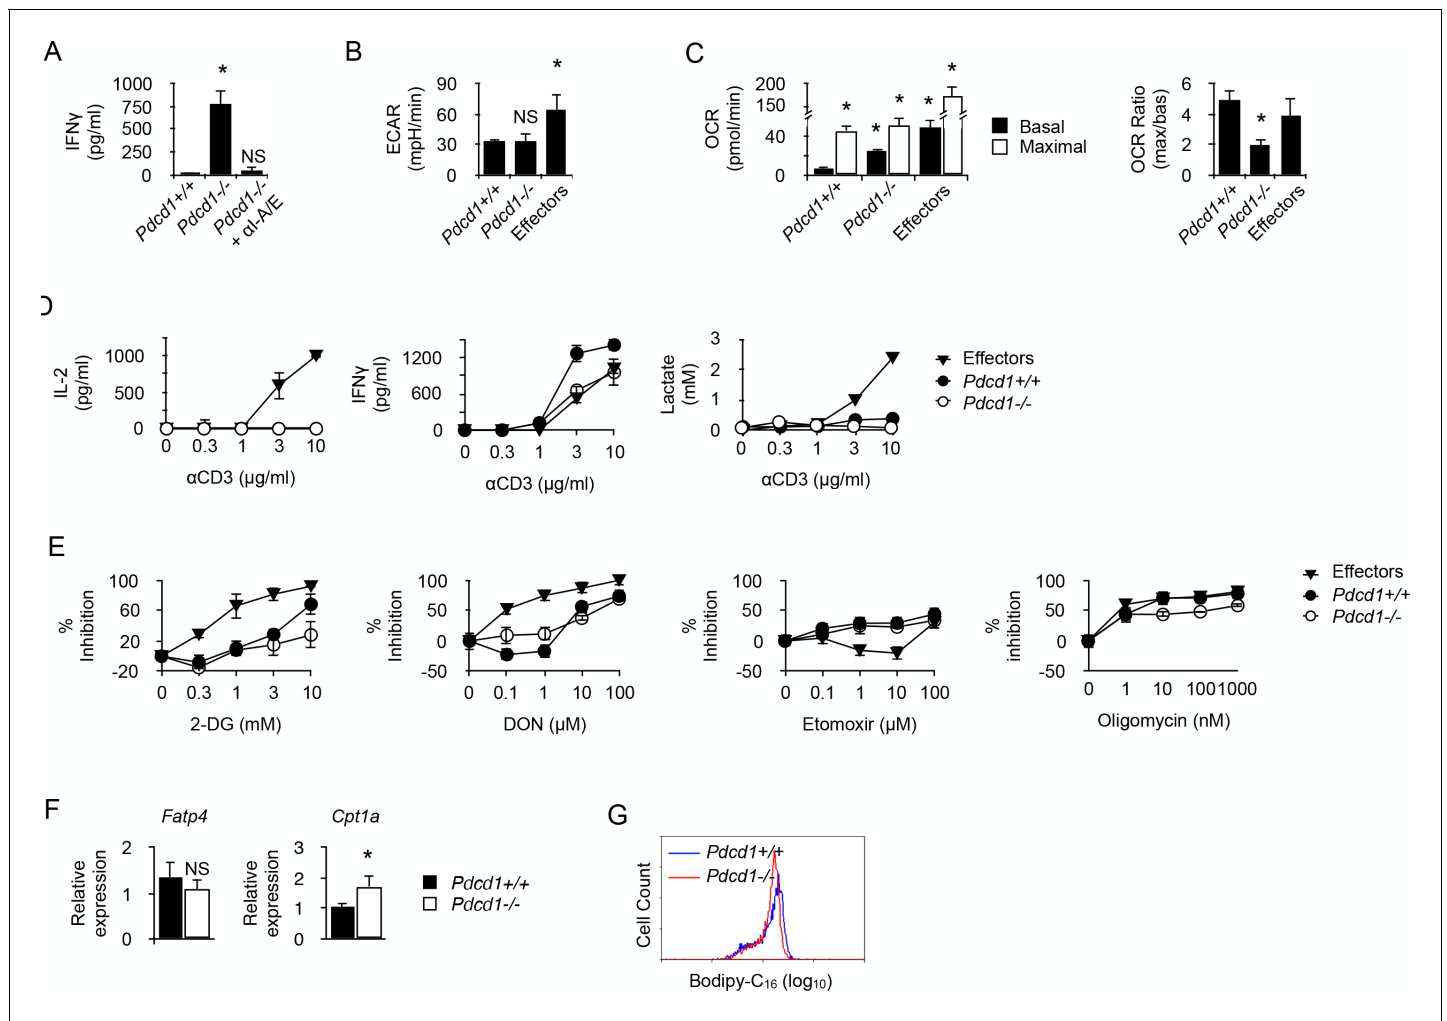 A
IFNγ
(pg/ml)
1000
750
500
250
0
*
NS
Pdcd1+/+
Pdcd1-/-
Pdcd1-/-
+ αI-A/E
B
ECAR
(mpH/min)
90
60
30
0
NS
*
Pdcd1+/+
Pdcd1-/-
Effectors
C
OCR
(pmol/min)
200
150
40
0
*
*
*
*
*
Pdcd1+/+
Pdcd1-/-
Effectors
Basal
Maximal
OCR Ratio
(max/bas)
6
4
2
0
*
Pdcd1+/+
Pdcd1-/-
Effectors
D
IL-2
(pg/ml)
1000
500
0
0 0.3 1 3 10
αCD3 (µg/ml)
IFNγ
(pg/ml)
1200
600
0
0 0.3 1 3 10
αCD3 (µg/ml)
Lactate
(mM)
3
2
1
0
0 0.3 1 3 10
αCD3 (µg/ml)
Effectors
Pdcd1+/+
Pdcd1-/-
E
%
Inhibition
100
60
20
-20
0 0.3 1 3 10
2-DG (mM)
%
Inhibition
100
50
0
-50
0 0.1 1 10 100
DON (µM)
%
Inhibition
100
50
0
-50
0 0.1 1 10 100
Etomoxir (µM)
%
inhibition
100
50
0
-50
0 1 10 100 1000
Oligomycin (nM)
Effectors
Pdcd1+/+
Pdcd1-/-
F
Fatp4
Relative
expression
2
1
0
NS
Cpt1a
Relative
expression
3
2
1
0
*
Pdcd1+/+
Pdcd1-/-
G
Pdcd1+/+
Pdcd1-/-
Cell Count
Bodipy-C16 (log10)